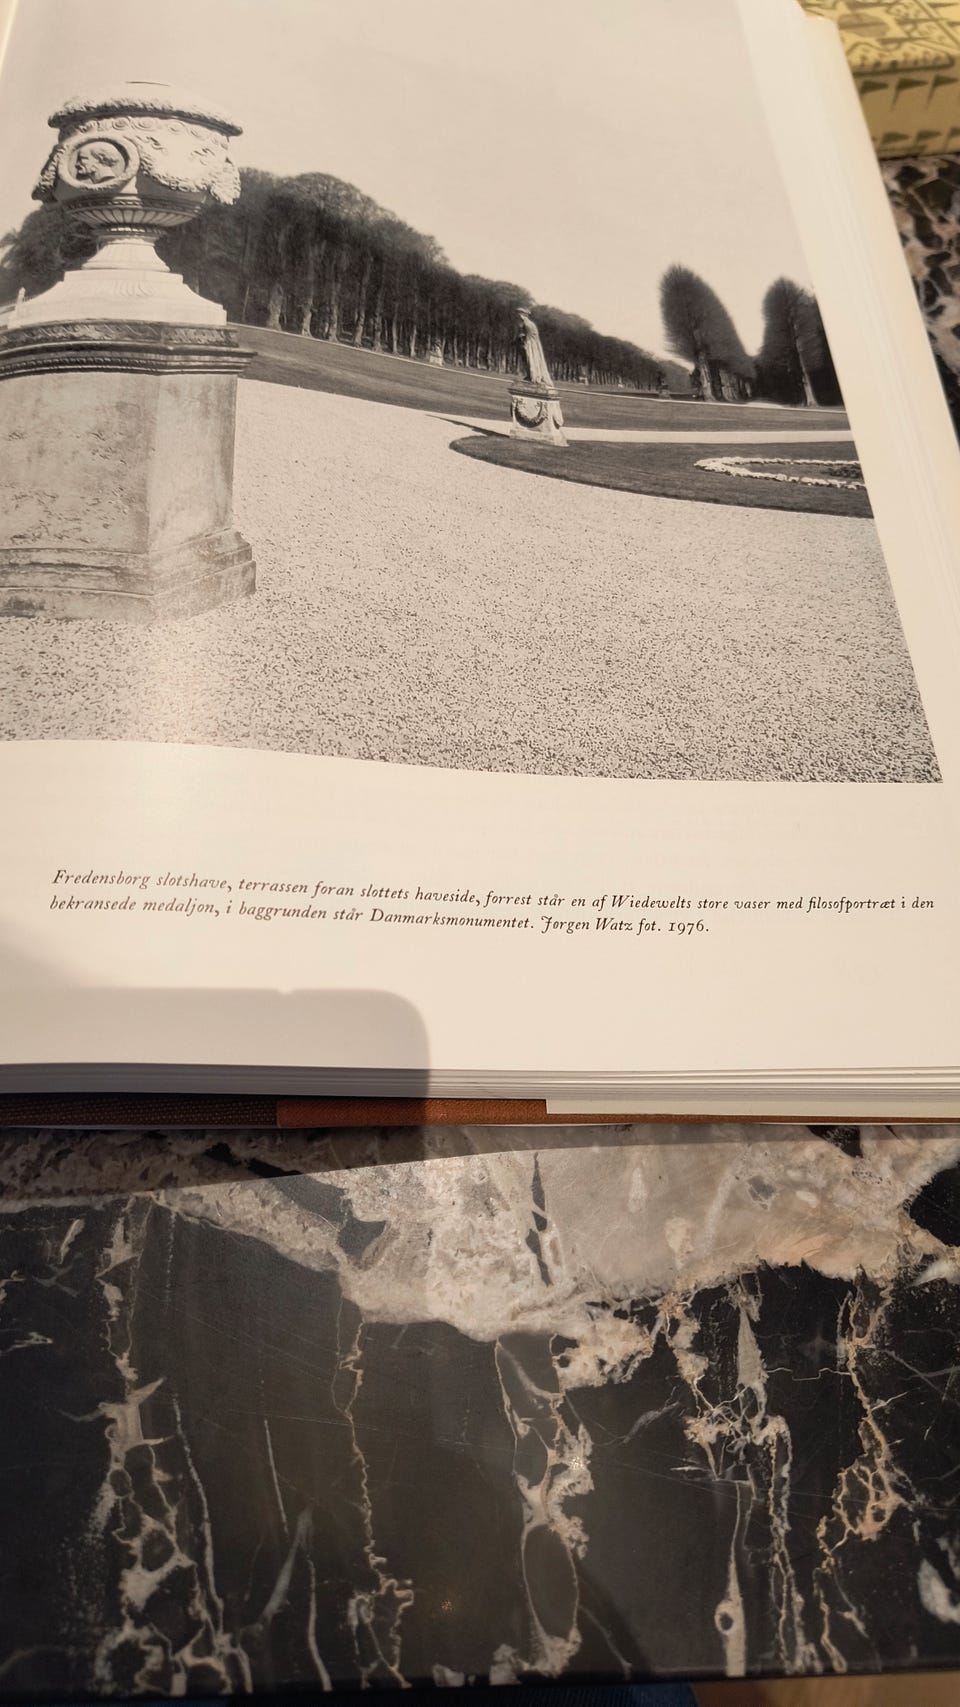 Fredensborg slotshave, terrassen foran slottets haveside, forrest står en af Wiedewelts store vaser med filosofportræt i den
bekransede medaljon, i baggrunden står Danmarksmonumentet. Jørgen Watz fot. 1976.